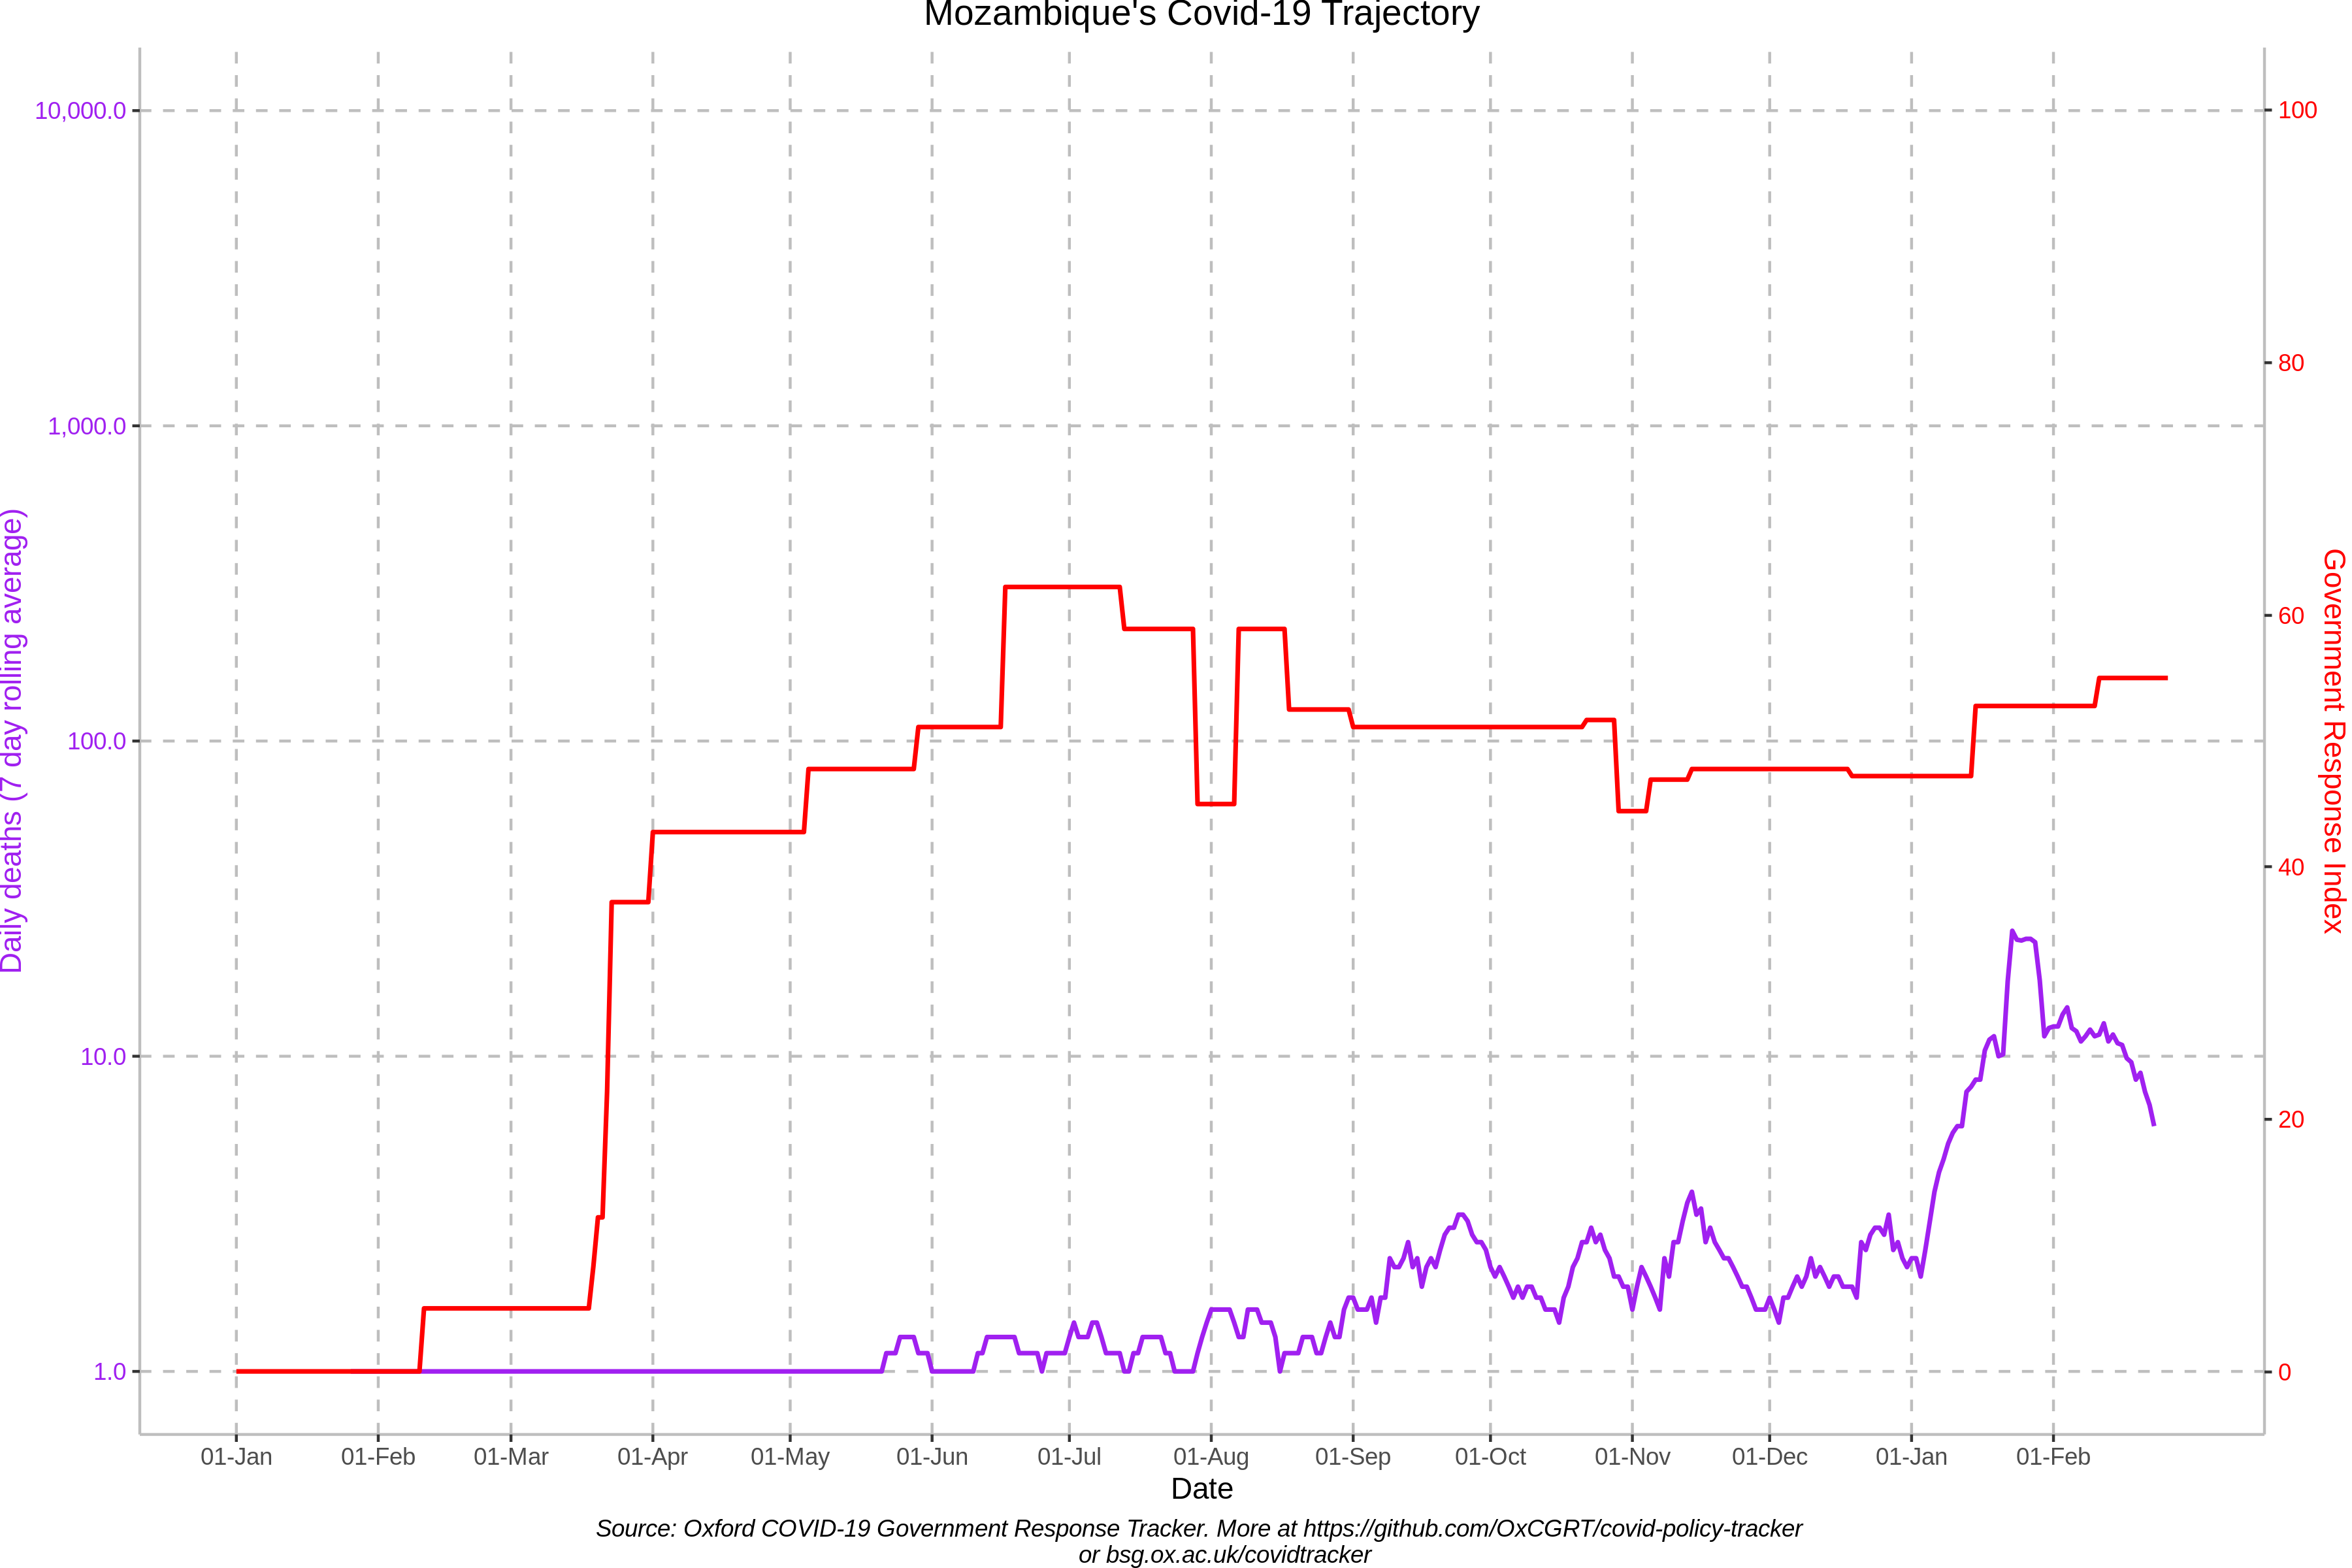 Mozambique's Covid-19 Trajectory
10,000.0
1,000.0
100.0
10.0
1.0
Daily deaths (7 day rolling average)
100
80
60
40
20
0
Government Response Index
01-Jan 01-Feb 01-Mar 01-Apr 01-May 01-Jun 01-Jul 01-Aug 01-Sep 01-Oct 01-Nov 01-Dec 01-Jan 01-Feb
Date
Source: Oxford COVID-19 Government Response Tracker. More at https://github.com/OxCGRT/covid-policy-tracker
or bsg.ox.ac.uk/covidtracker